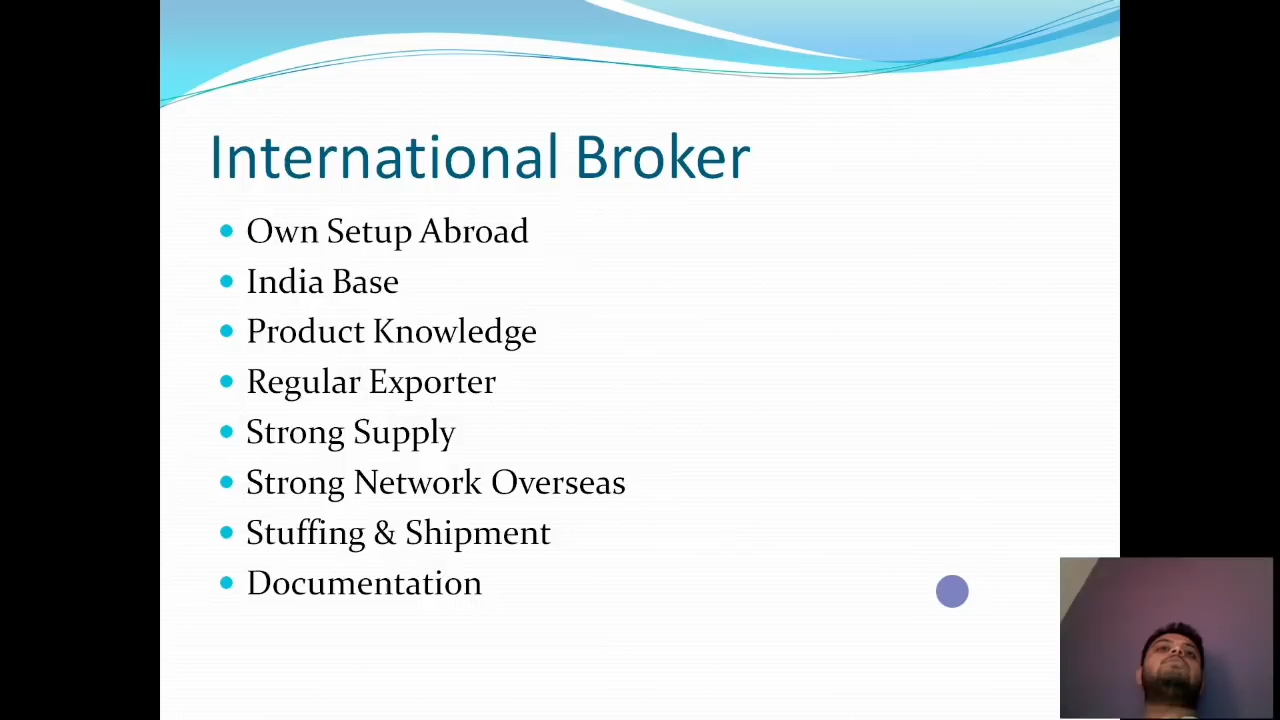 International Broker
Own Setup Abroad
India Base
Product Knowledge
Regular Exporter
Strong Supply
Strong Network Overseas
Stuffing & Shipment
Documentation